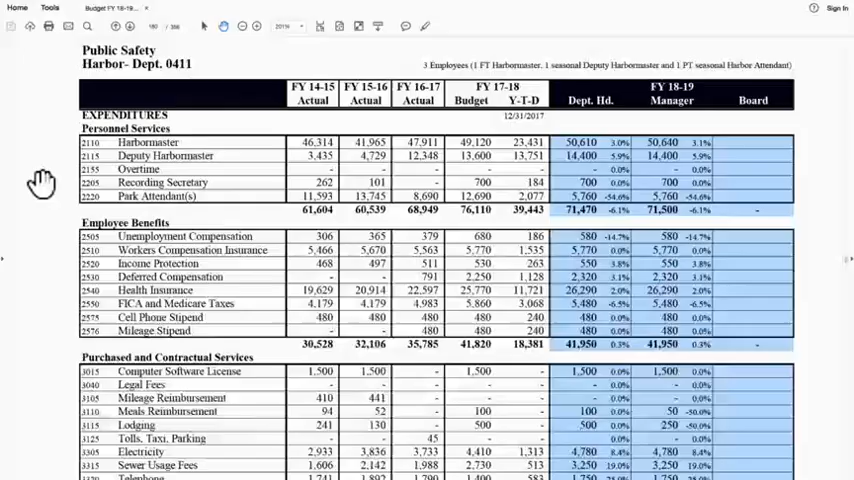 Home Tools Budget FY 18-19... × Sign In
180 / 356 201%
Public Safety
Harbor- Dept. 0411 3 Employees (1 FT Harbormaster, 1 seasonal Deputy Harbormaster and 1 PT seasonal Harbor Attendant)
FY 14-15 FY 15-16 FY 16-17 FY 17-18 FY 18-19
Actual Actual Actual Budget Y-T-D Dept. Hd. Manager Board
EXPENDITURES 12/31/2017
Personnel Services
2110 Harbormaster 46,314 41,965 47,911 49,120 23,431 50,610 3.0% 50,640 3.1%
2115 Deputy Harbormaster 3,435 4,729 12,348 13,600 13,751 14,400 5.9% 14,400 5.9%
2155 Overtime - - - - - - 0.0% - 0.0%
2205 Recording Secretary 262 101 - 700 184 700 0.0% 700 0.0%
2220 Park Attendant(s) 11,593 13,745 8,690 12,690 2,077 5,760 -54.6% 5,760 -54.6%
61,604 60,539 68,949 76,110 39,443 71,470 -6.1% 71,500 -6.1% -
Employee Benefits
2505 Unemployment Compensation 306 365 379 680 186 580 -14.7% 580 -14.7%
2510 Workers Compensation Insurance 5,466 5,670 5,563 5,770 1,535 5,770 0.0% 5,770 0.0%
2520 Income Protection 468 497 511 530 263 550 3.8% 550 3.8%
2530 Deferred Compensation - - 791 2,250 1,128 2,320 3.1% 2,320 3.1%
2540 Health Insurance 19,629 20,914 22,597 25,770 11,721 26,290 2.0% 26,290 2.0%
2550 FICA and Medicare Taxes 4,179 4,179 4,983 5,860 3,068 5,480 -6.5% 5,480 -6.5%
2575 Cell Phone Stipend 480 480 480 480 240 480 0.0% 480 0.0%
2576 Mileage Stipend - - 480 480 240 480 0.0% 480 0.0%
30,528 32,106 35,785 41,820 18,381 41,950 0.3% 41,950 0.3% -
Purchased and Contractual Services
3015 Computer Software License 1,500 1,500 - 1,500 - 1,500 0.0% 1,500 0.0%
3040 Legal Fees - - - - - - 0.0% - 0.0%
3105 Mileage Reimbursement 410 441 - - - - 0.0% - 0.0%
3110 Meals Reimbursement 94 52 - 100 - 100 0.0% 50 -50.0%
3115 Lodging 241 130 - 500 - 500 0.0% 250 -50.0%
3125 Tolls, Taxi, Parking - - 45 - - 0.0% - 0.0%
3305 Electricity 2,933 3,836 3,733 4,410 1,313 4,780 8.4% 4,780 8.4%
3315 Sewer Usage Fees 1,606 2,142 1,988 2,730 513 3,250 19.0% 3,250 19.0%
Telephone 1,741 1,892 1,790 1,400 583 1,750 25.0% 1,750 25.0%